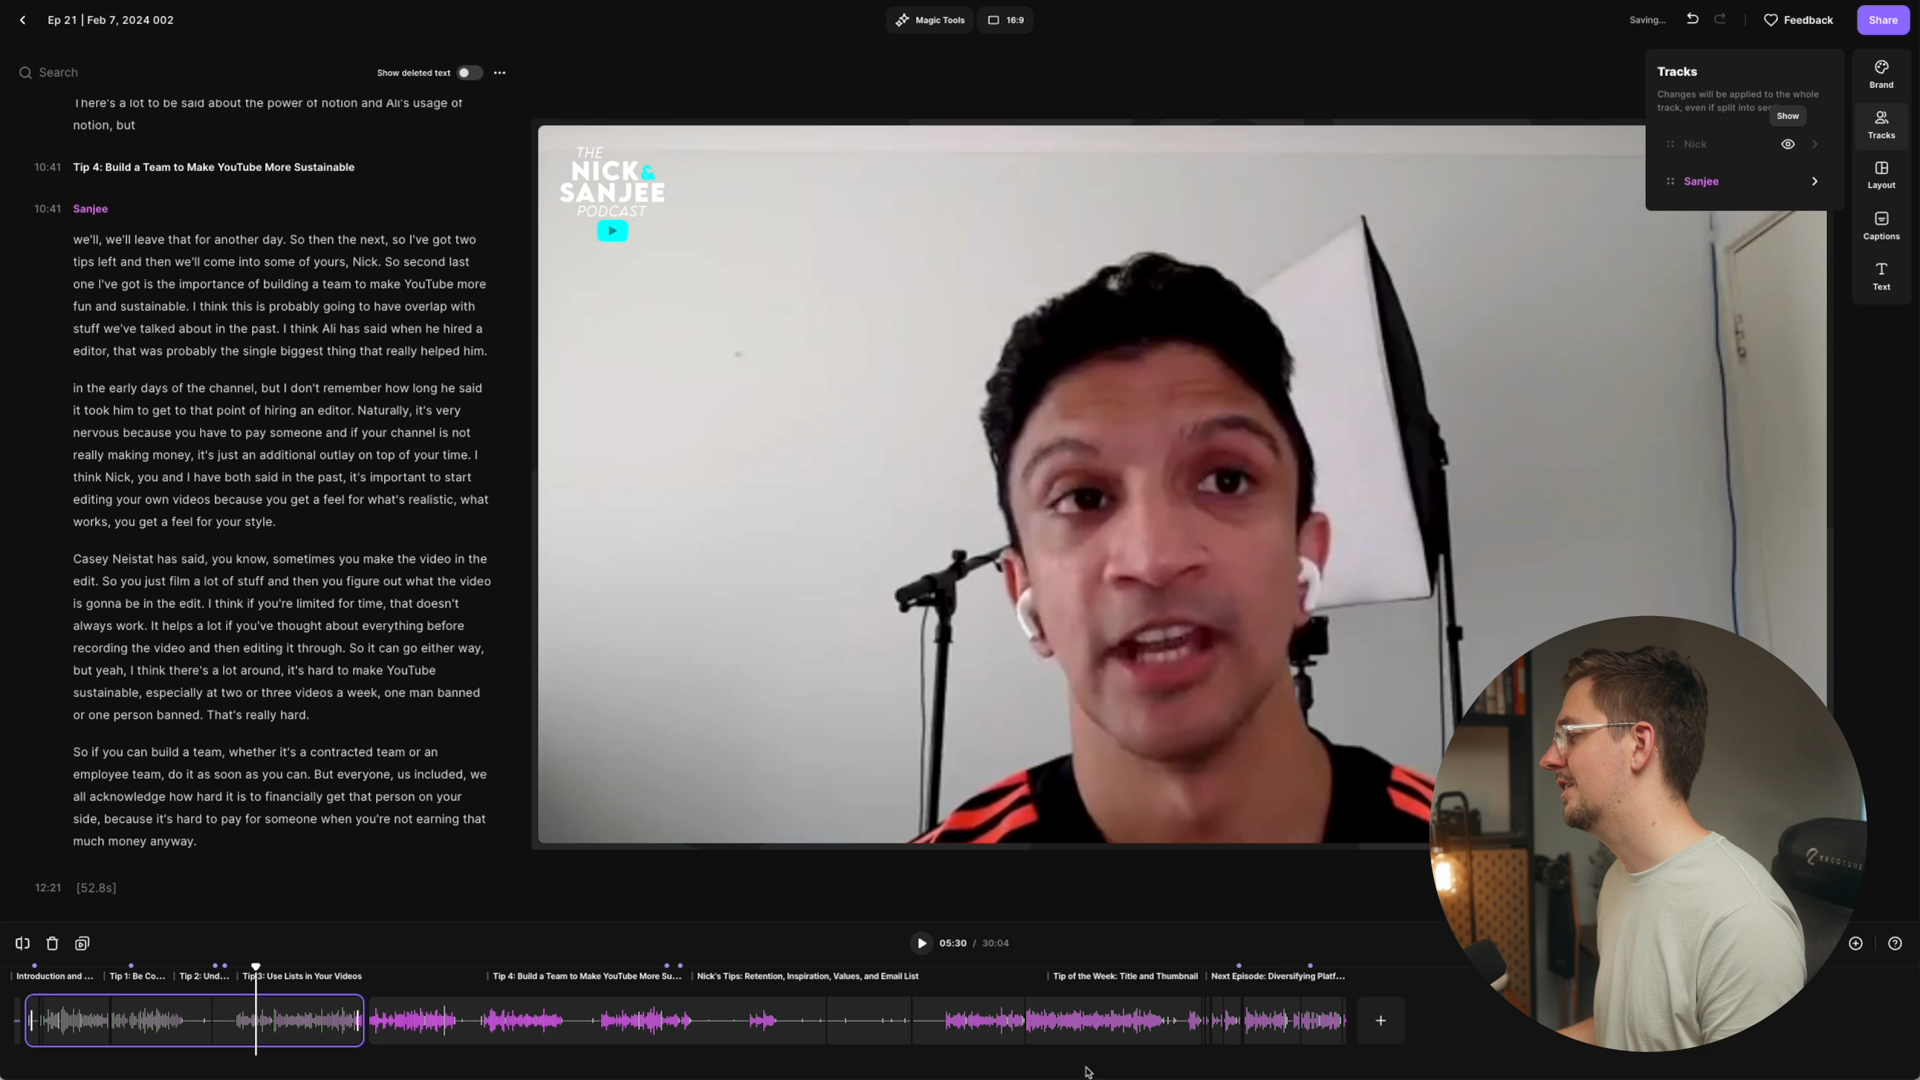 Ep 21 | Feb 7, 2024 002
Magic Tools
16:9
Saving...
Feedback
Share
Search
Show deleted text
There's a lot to be said about the power of notion and Ali's usage of
notion, but
10:41 Tip 4: Build a Team to Make YouTube More Sustainable
10:41 Sanjee
we'll, we'll leave that for another day. So then the next, so I've got two
tips left and then we'll come into some of yours, Nick. So second last
one I've got is the importance of building a team to make YouTube more
fun and sustainable. I think this is probably going to have overlap with
stuff we've talked about in the past. I think Ali has said when he hired a
editor, that was probably the single biggest thing that really helped him.
in the early days of the channel, but I don't remember how long he said
it took him to get to that point of hiring an editor. Naturally, it's very
nervous because you have to pay someone and if your channel is not
really making money, it's just an additional outlay on top of your time. I
think Nick, you and I have both said in the past, it's important to start
editing your own videos because you get a feel for what's realistic, what
works, you get a feel for your style.
Casey Neistat has said, you know, sometimes you make the video in the
edit. So you just film a lot of stuff and then you figure out what the video
is gonna be in the edit. I think if you're limited for time, that doesn't
always work. It helps a lot if you've thought about everything before
recording the video and then editing it through. So it can go either way,
but yeah, I think there's a lot around, it's hard to make YouTube
sustainable, especially at two or three videos a week, one man banned
or one person banned. That's really hard.
So if you can build a team, whether it's a contracted team or an
employee team, do it as soon as you can. But everyone, us included, we
all acknowledge how hard it is to financially get that person on your
side, because it's hard to pay for someone when you're not earning that
much money anyway.
12:21 [52.8s]
THE
NICK&
SANJEE
PODCAST
Tracks
Changes will be applied to the whole
track, even if split into
Show
Nick
Sanjee
Brand
Tracks
Layout
Captions
Text
05:30 / 30:04
Introduction and ...
Tip 1: Be Co...
Tip 2: Und...
Tip 3: Use Lists in Your Videos
Tip 4: Build a Team to Make YouTube More Su...
Nick's Tips: Retention, Inspiration, Values, and Email List
Tip of the Week: Title and Thumbnail
Next Episode: Diversifying Platf...